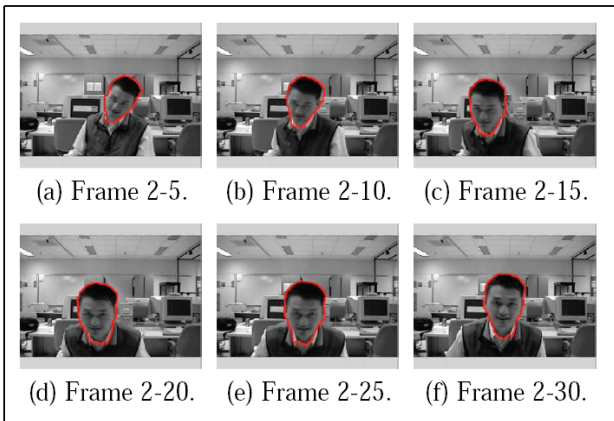 (a) Frame 2-5. (b) Frame 2-10. (c) Frame 2-15.
(d) Frame 2-20. (e) Frame 2-25. (f) Frame 2-30.